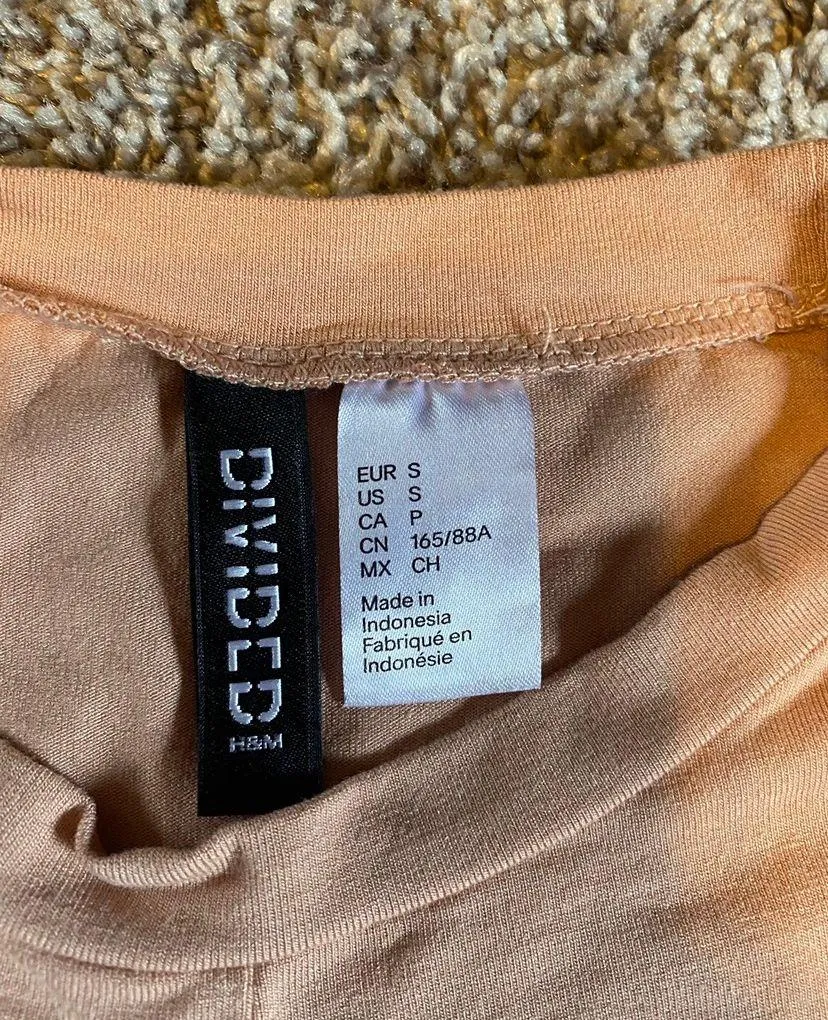 DIVIDED
H&M
EUR S
US S
CA P
CN 165/88A
MX CH
Made in
Indonesia
Fabriqué en
Indonésie